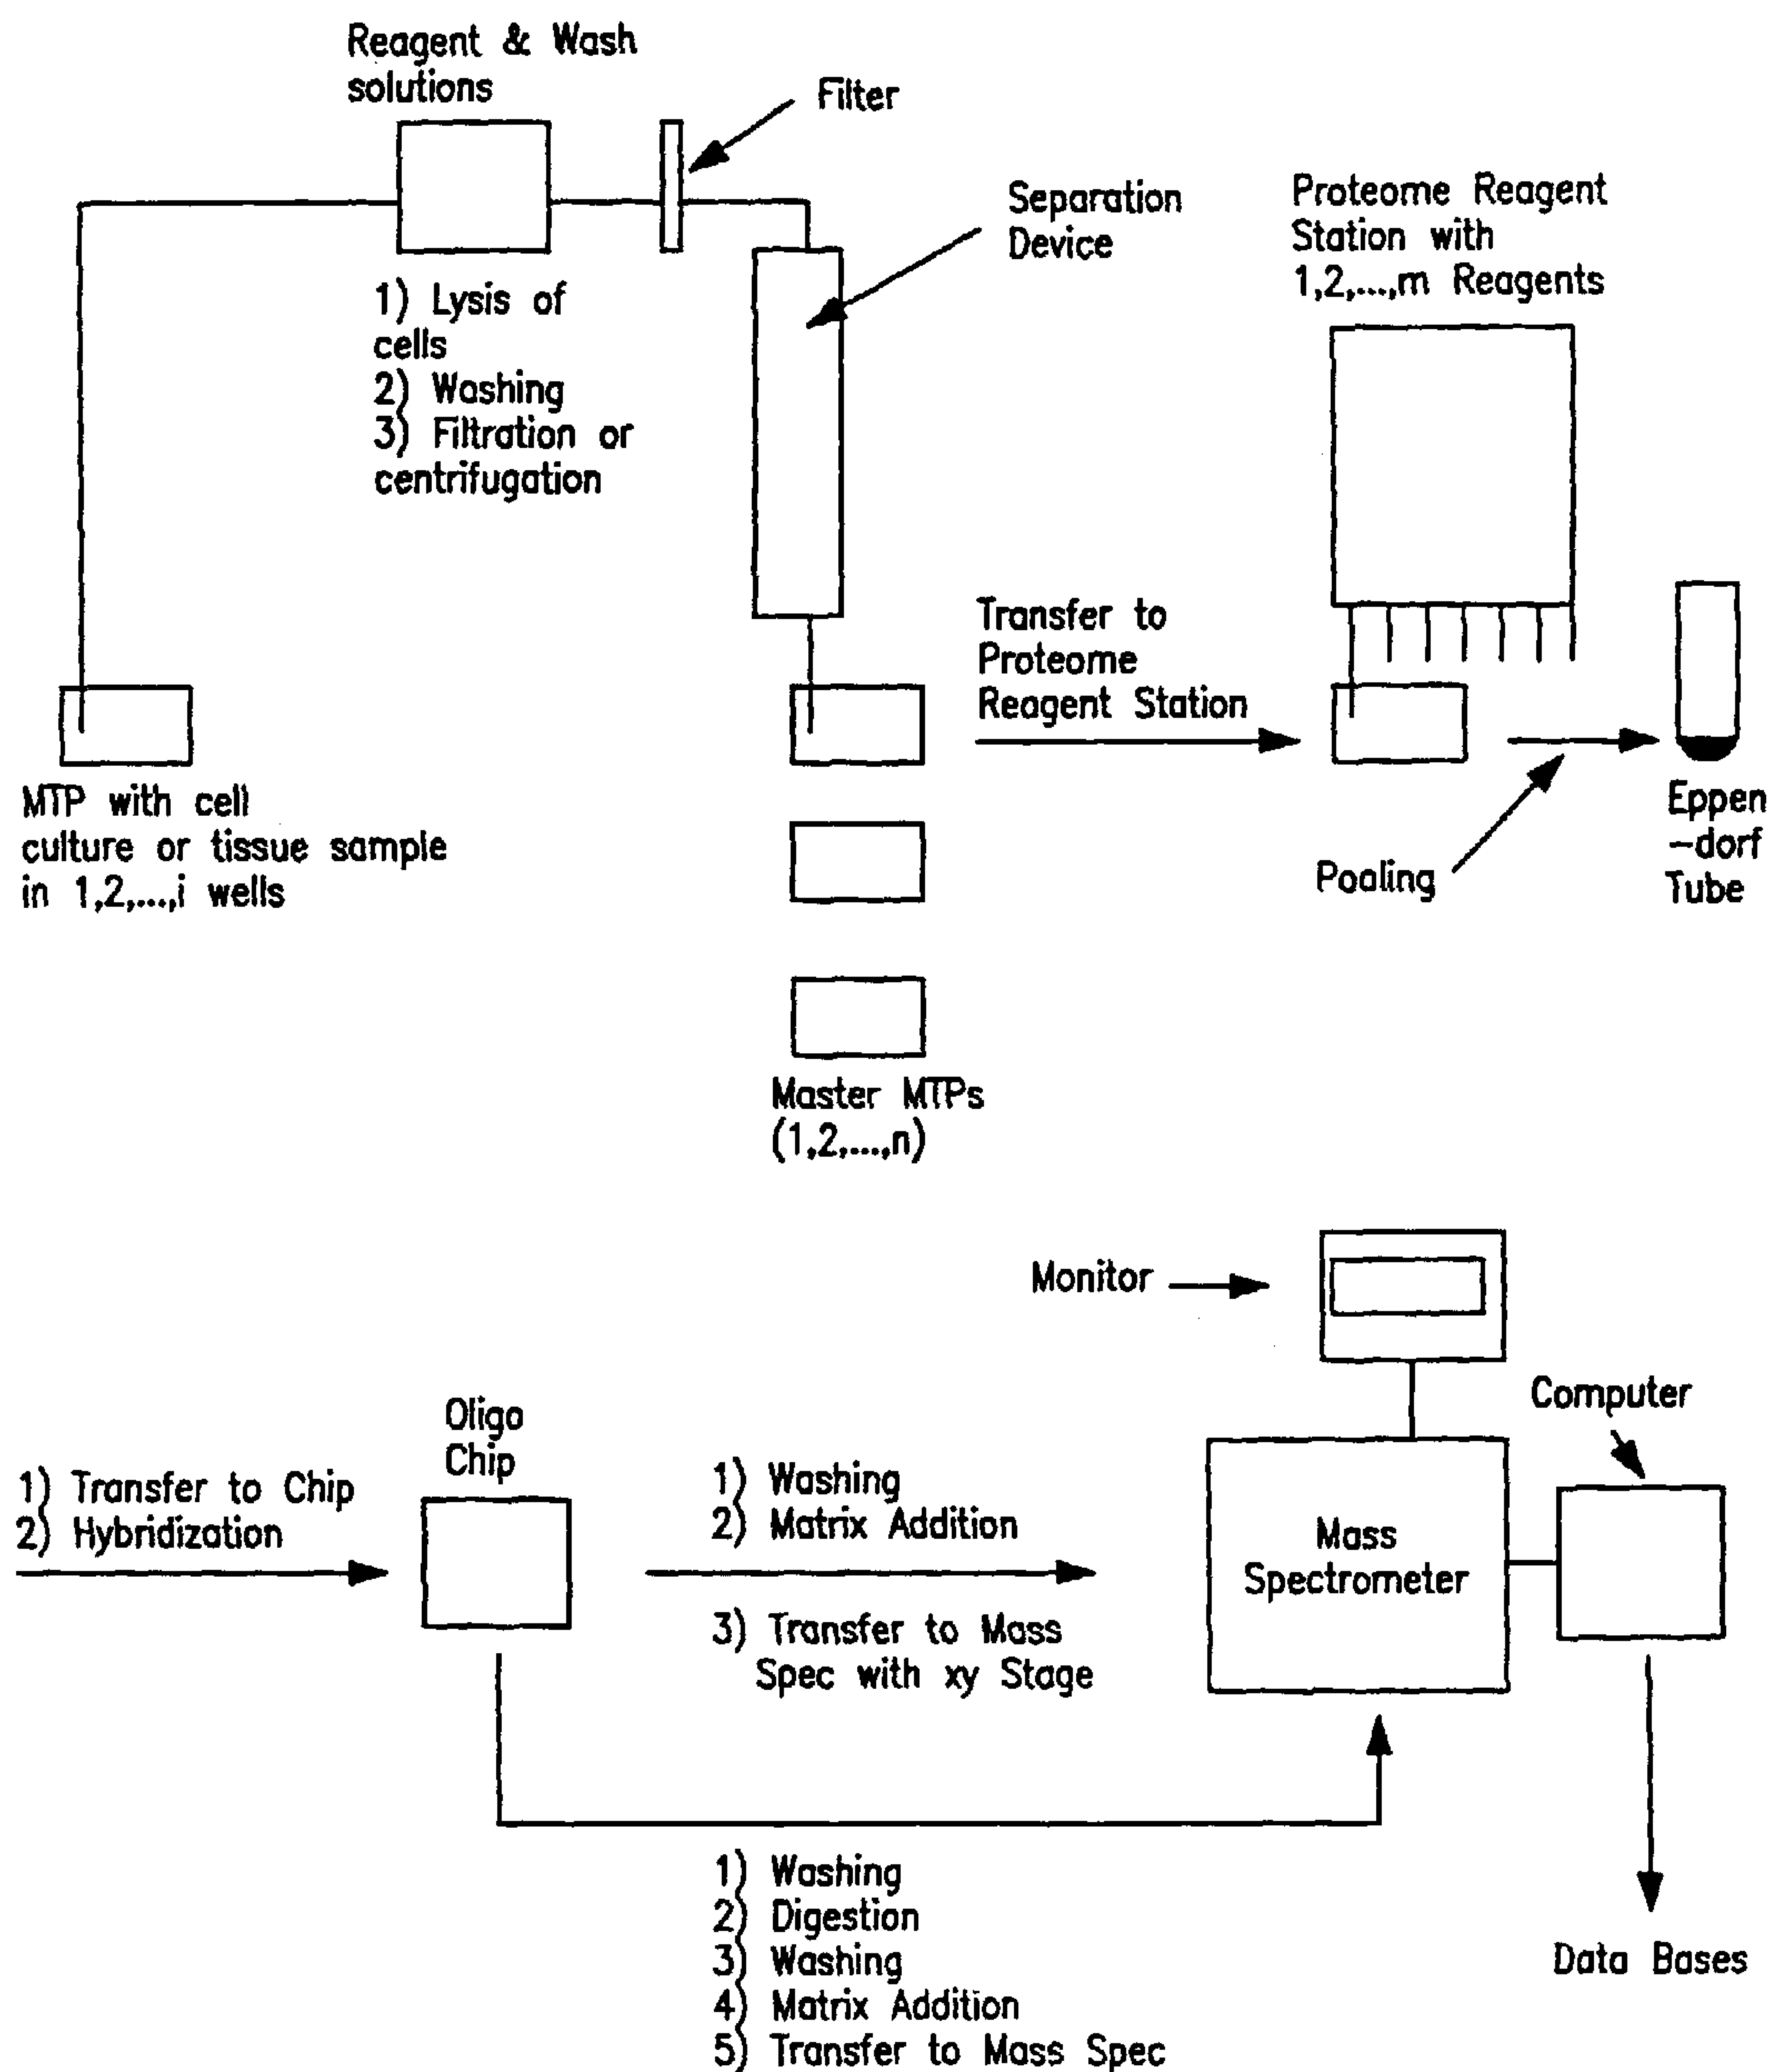 Reagent & Wash
solutions
Filter
Separation
Device
Proteome Reagent
Station with
1,2,...,m Reagents
1) Lysis of
cells
2) Washing
3) Filtration or
centrifugation
Transfer to
Proteome
Reagent Station
MTP with cell
culture or tissue sample
in 1,2,...,i wells
Pooling
Eppen
-dorf
Tube
Master MTPs
(1,2,...,n)
Monitor
Computer
Oligo
Chip
1) Transfer to Chip
2) Hybridization
1) Washing
2) Matrix Addition
3) Transfer to Mass
Spec with xy Stage
Mass
Spectrometer
1) Washing
2) Digestion
3) Washing
4) Matrix Addition
5) Transfer to Mass Spec
Data Bases